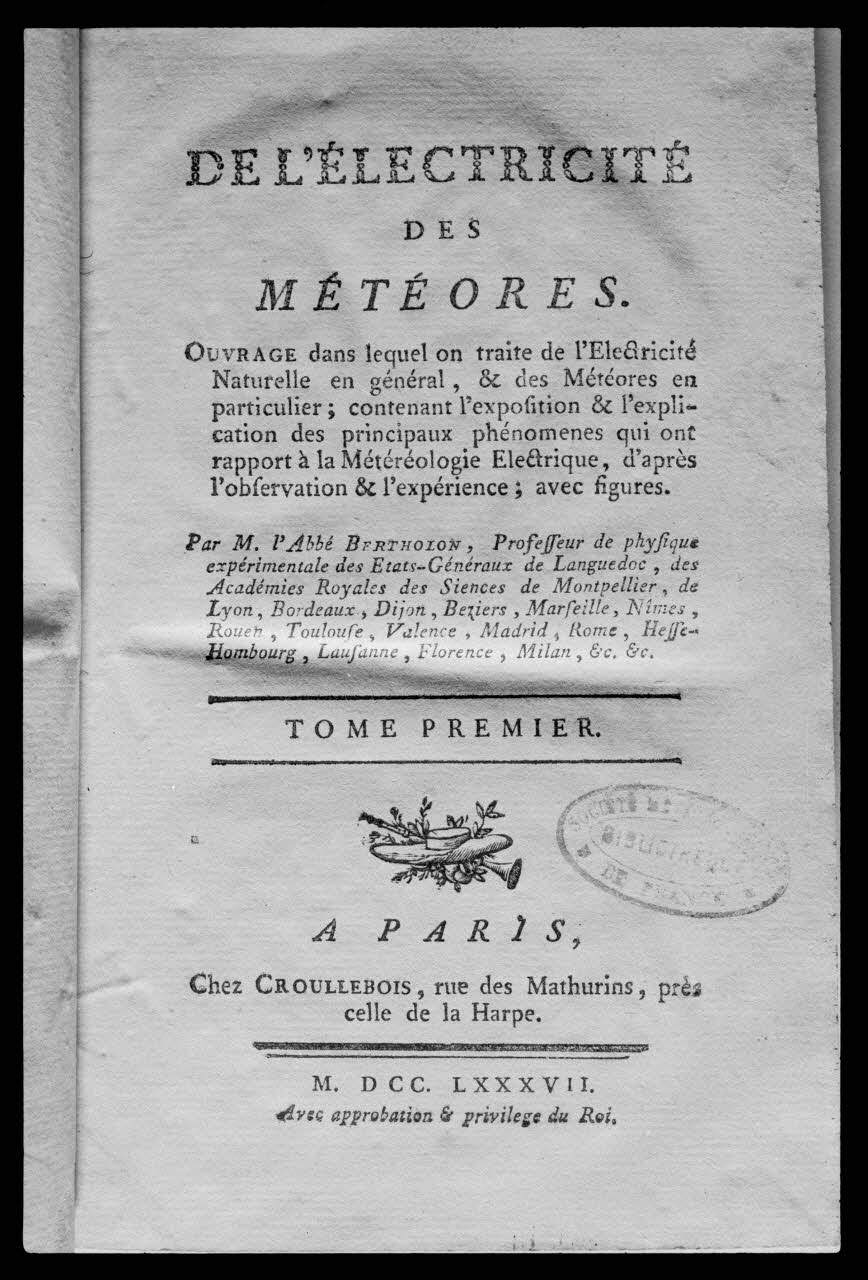 DE L'ÉLECTRICITÉ
DES
MÉTÉORES.
OUVRAGE dans lequel on traite de l'Electricité
Naturelle en général, & des Météores en
particulier; contenant l'expoſition & l'expli-
cation des principaux phénomenes qui ont
rapport à la Météréologie Electrique, d'après
l'obſervation & l'expérience; avec figures.
Par M. l'Abbé BERTHOLON, Profeſſeur de phyſique
expérimentale des Etats-Généraux de Languedoc, des
Académies Royales des Siences de Montpellier, de
Lyon, Bordeaux, Dijon, Beziers, Marſeille, Nîmes,
Rouen, Toulouſe, Valence, Madrid, Rome, Heſſe-
Hombourg, Lauſanne, Florence, Milan, &c. &c.
TOME PREMIER.
SOCIÉTÉ
DE FRANCE
A PARIS,
Chez CROULLEBOIS, rue des Mathurins, près
celle de la Harpe.
M. DCC. LXXXVII.
Avec approbation & privilege du Roi.